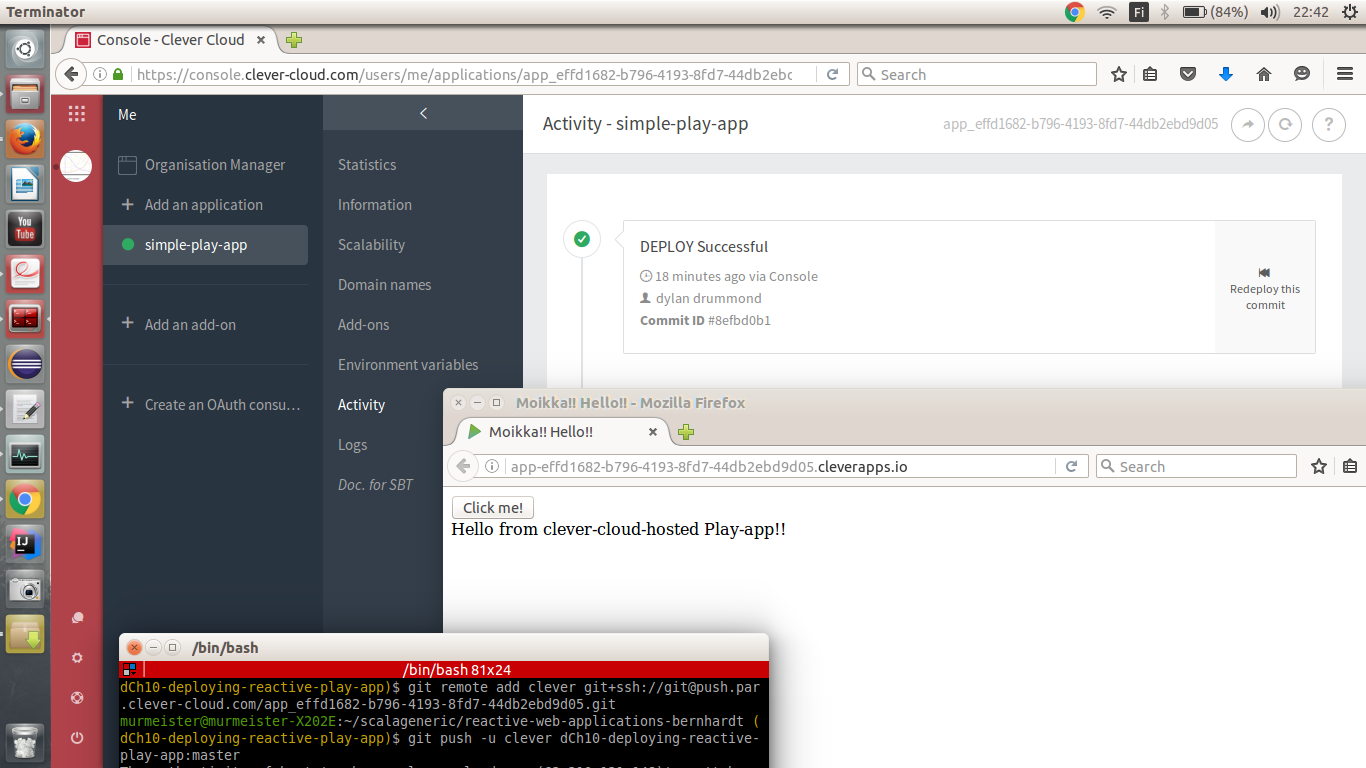 Terminator
Fi
(84%)
22:42
Console - Clever Cloud
https://console.clever-cloud.com/users/me/applications/app_effd1682-b796-4193-8fd7-44db2ebc
Search
You
Tube
Me
Organisation Manager
Add an application
simple-play-app
Add an add-on
Create an OAuth consu…
Statistics
Information
Scalability
Domain names
Add-ons
Environment variables
Activity
Logs
Doc. for SBT
Activity - simple-play-app
app_effd1682-b796-4193-8fd7-44db2ebd9d05
?
DEPLOY Successful
18 minutes ago via Console
dylan drummond
Commit ID #8efbd0b1
Redeploy this
commit
Moikka!! Hello!! - Mozilla Firefox
Moikka!! Hello!!
app-effd1682-b796-4193-8fd7-44db2ebd9d05.cleverapps.io
Search
Click me!
Hello from clever-cloud-hosted Play-app!!
IJ
/bin/bash
/bin/bash 81x24
dCh10-deploying-reactive-play-app)$ git remote add clever git+ssh://git@push.par
.clever-cloud.com/app_effd1682-b796-4193-8fd7-44db2ebd9d05.git
murmeister@murmeister-X202E:~/scalageneric/reactive-web-applications-bernhardt (
dCh10-deploying-reactive-play-app)$ git push -u clever dCh10-deploying-reactive-
play-app:master